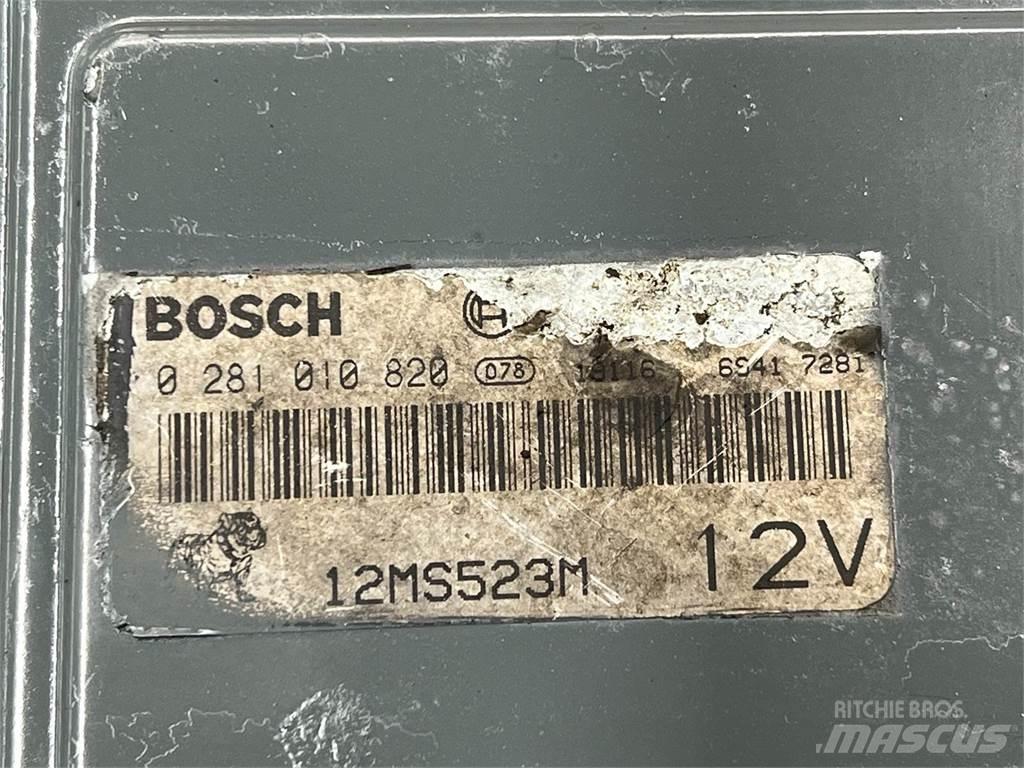 BOSCH
0 281 010 820 078 18116 6S41 7281
12MS523M 12V
RITCHIE BROS.
MASCUS